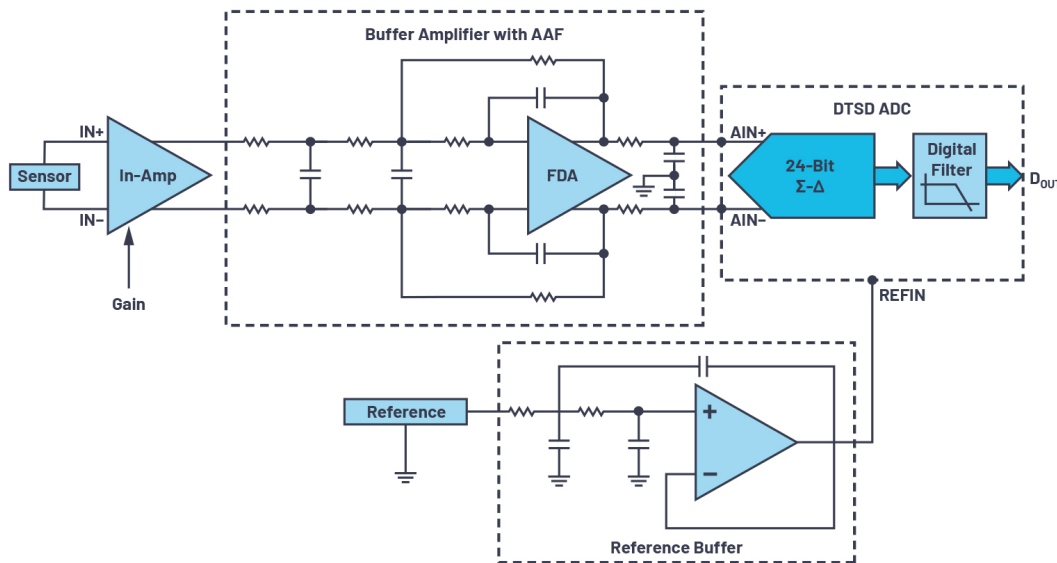 Buffer Amplifier with AAF
DTSD ADC
IN+
AIN+
Sensor
In-Amp
FDA
24-Bit
Σ-Δ
Digital
Filter
DOUT
IN−
AIN−
Gain
REFIN
Reference
+
−
Reference Buffer